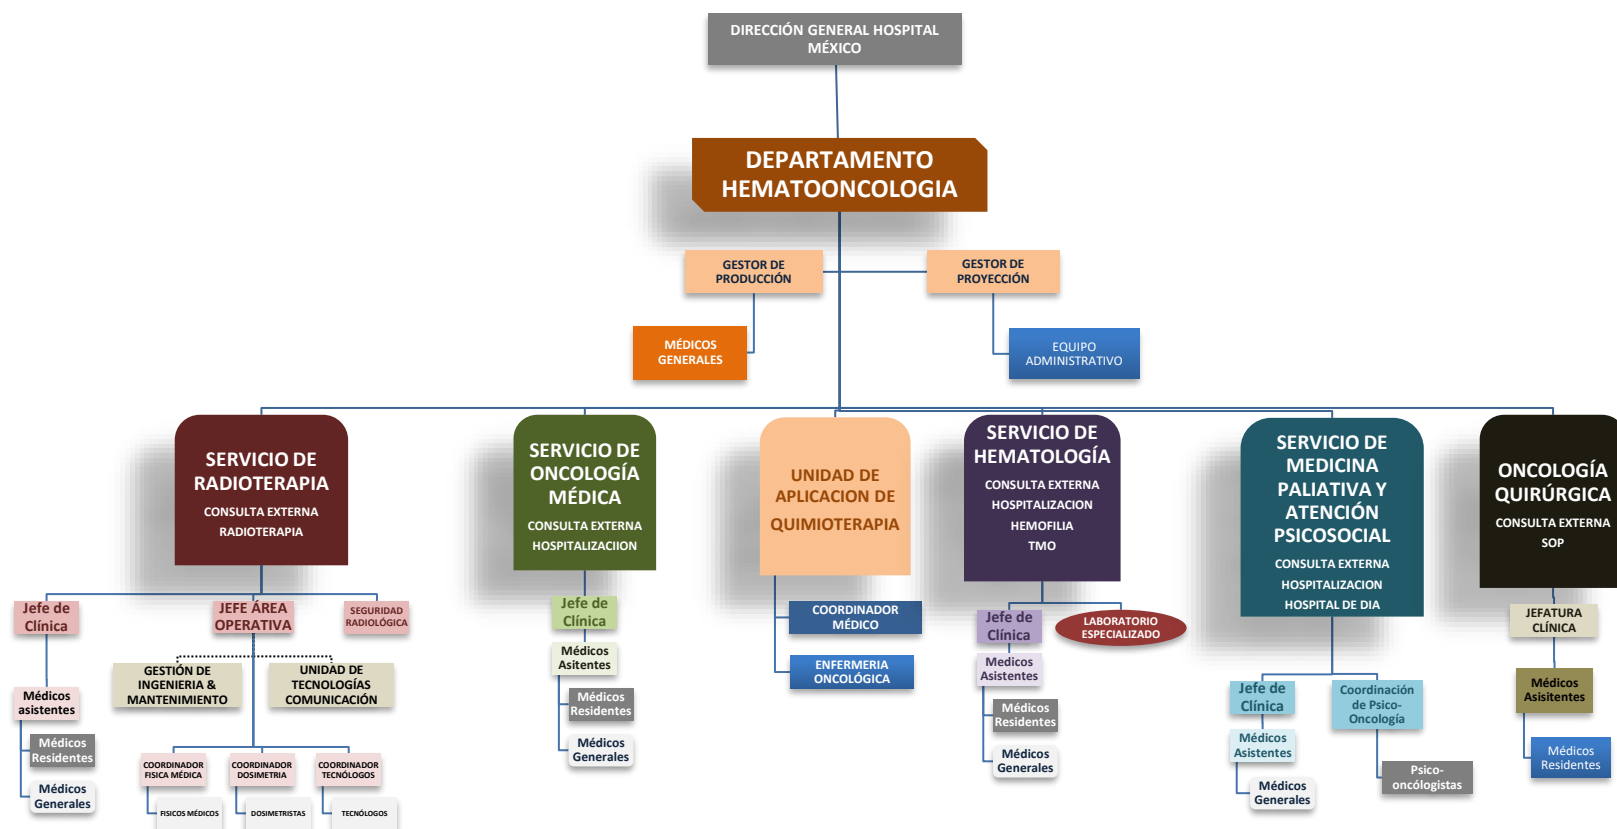 DIRECCIÓN GENERAL HOSPITAL
MÉXICO
DEPARTAMENTO
HEMATOONCOLOGIA
GESTOR DE
PRODUCCIÓN
GESTOR DE
PROYECCIÓN
MÉDICOS
GENERALES
EQUIPO
ADMINISTRATIVO
SERVICIO DE
RADIOTERAPIA
CONSULTA EXTERNA
RADIOTERAPIA
SERVICIO DE
ONCOLOGÍA
MÉDICA
CONSULTA EXTERNA
HOSPITALIZACIION
UNIDAD DE
APLICACION DE
QUIMIOTERAPIA
SERVICIO DE
HEMATOLOGÍA
CONSULTA EXTERNA
HOSPITALIZACION
HEMOFILIA
TMO
SERVICIO DE
MEDICINA
PALIATIVA Y
ATENCIÓN
PSICOSOCIAL
CONSULTA EXTERNA
HOSPITALIZACION
HOSPITAL DE DIA
ONCOLOGÍA
QUIRÚRGICA
CONSULTA EXTERNA
SOP
Jefe de
Clínica
JEFE ÁREA
OPERATIVA
SEGURIDAD
RADIOLÓGICA
GESTIÓN DE
INGENIERIA &
MANTENIMIENTO
UNIDAD DE
TECNOLOGÍAS
COMUNICACIÓN
Médicos
asistentes
Médicos
Residentes
Médicos
Generales
COORDINADOR
FISICA MÉDICA
COORDINADOR
DOSIMETRIA
COORDINADOR
TECNÓLOGOS
FISICOS MÉDICOS
DOSIMETRISTAS
TECNÓLOGOS
Jefe de
Clínica
Médicos
Asitentes
Médicos
Residentes
Médicos
Generales
COORDINADOR
MÉDICO
ENFERMERIA
ONCOLÓGICA
Jefe de
Clínica
LABORATORIO
ESPECIALIZADO
Medicos
Asistentes
Médicos
Residentes
Médicos
Generales
Jefe de
Clínica
Coordinación
de Psico-
Oncología
Médicos
Asistentes
Médicos
Generales
Psico-
oncólogistas
JEFATURA
CLÍNICA
Médicos
Asisitentes
Médicos
Residentes